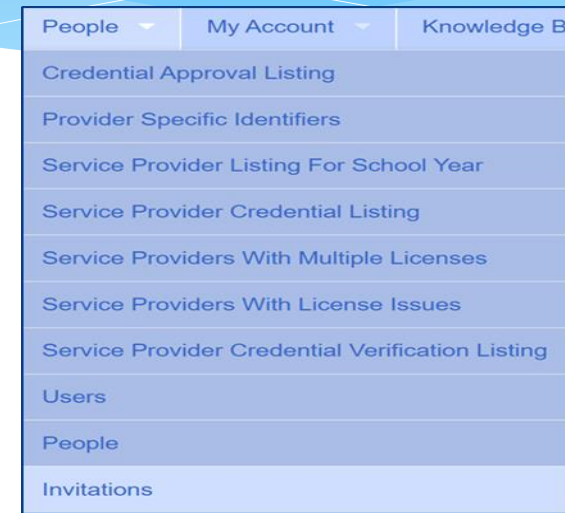 People My Account Knowledge B
Credential Approval Listing
Provider Specific Identifiers
Service Provider Listing For School Year
Service Provider Credential Listing
Service Providers With Multiple Licenses
Service Providers With License Issues
Service Provider Credential Verification Listing
Users
People
Invitations